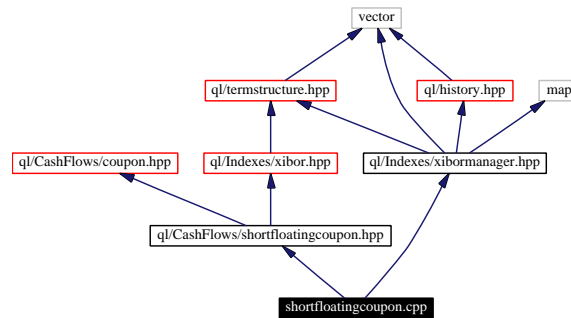 vector
ql/termstructure.hpp
ql/history.hpp
map
ql/CashFlows/coupon.hpp
ql/Indexes/xibor.hpp
ql/Indexes/xibormanager.hpp
ql/CashFlows/shortfloatingcoupon.hpp
shortfloatingcoupon.cpp